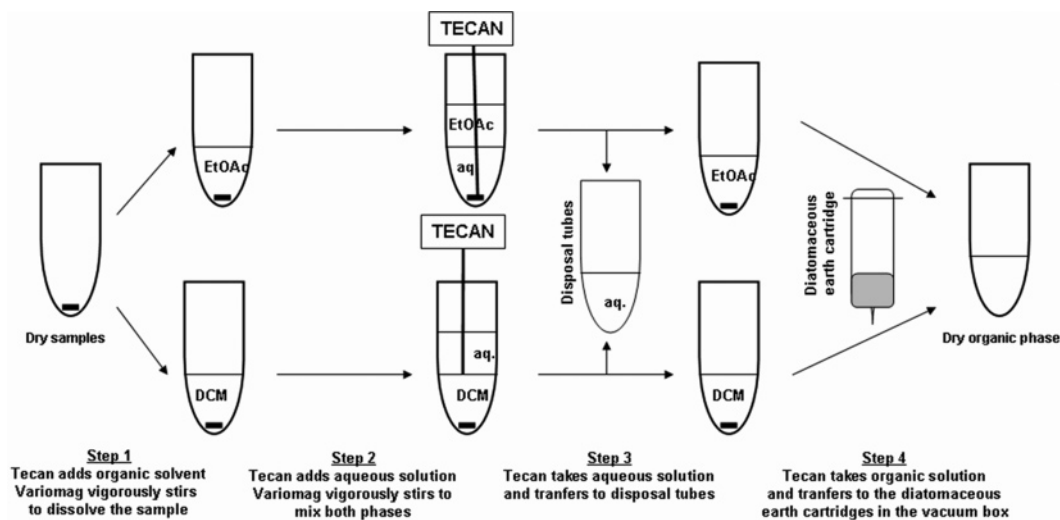 TECAN
EtOAc
EtOAc
aq.
EtOAc
Disposal tubes
aq.
Diatomaceous
earth cartridge
Dry samples
TECAN
DCM
aq.
DCM
DCM
Dry organic phase
Step 1
Tecan adds organic solvent
Variomag vigorously stirs
to dissolve the sample
Step 2
Tecan adds aqueous solution
Variomag vigorously stirs to
mix both phases
Step 3
Tecan takes aqueous solution
and tranfers to disposal tubes
Step 4
Tecan takes organic solution
and tranfers to the diatomaceous
earth cartridges in the vacuum box